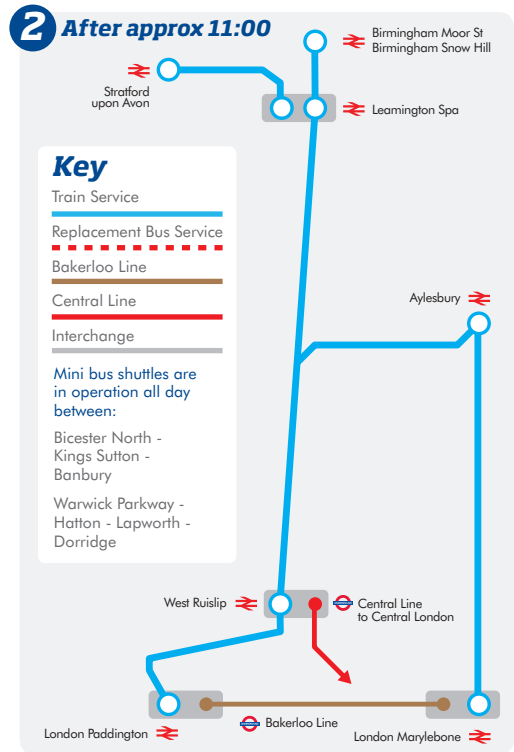 2 After approx 11:00
Birmingham Moor St
Birmingham Snow Hill
Stratford
upon Avon
Leamington Spa
Key
Train Service
Replacement Bus Service
Bakerloo Line
Central Line
Interchange
Mini bus shuttles are
in operation all day
between:
Bicester North -
Kings Sutton -
Banbury
Warwick Parkway -
Hatton - Lapworth -
Dorridge
Aylesbury
West Ruislip
Central Line
to Central London
London Paddington
Bakerloo Line
London Marylebone